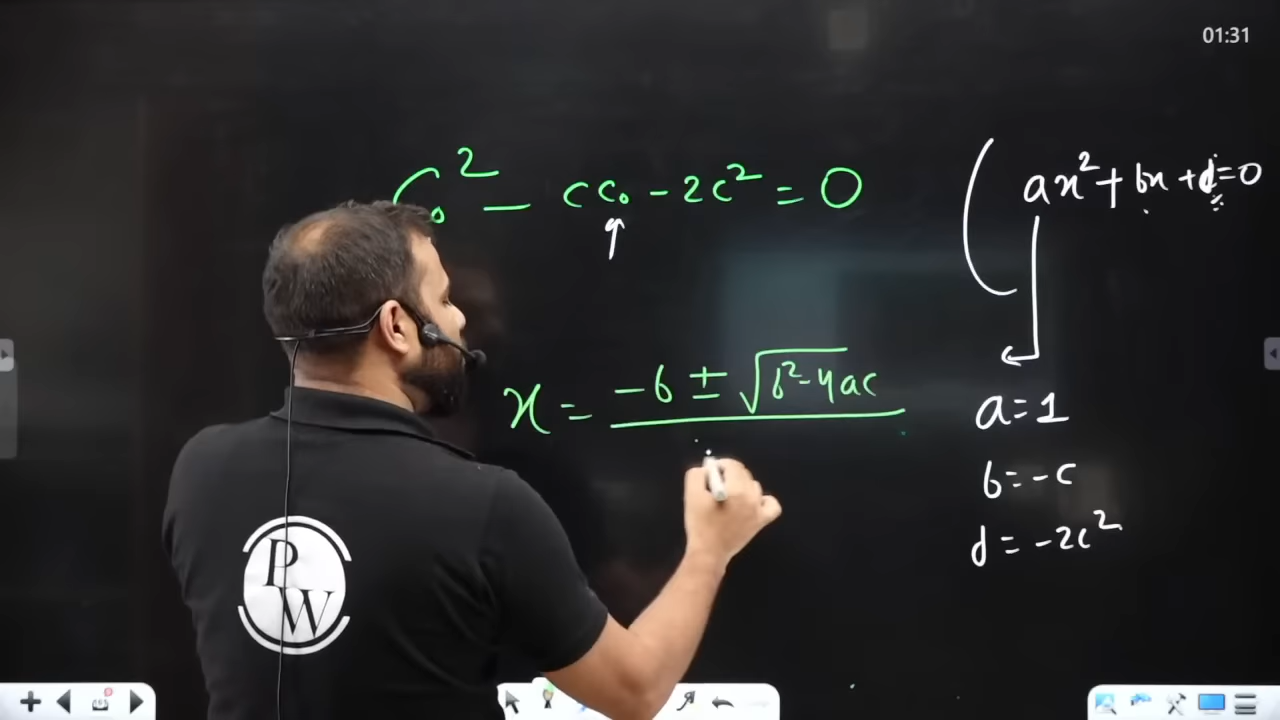 01:31
C₀² - cc₀ - 2c² = 0
ax² + bx + d = 0
x = -b ± √b²-4ac
a = 1
b = -c
d = -2c²
P
W